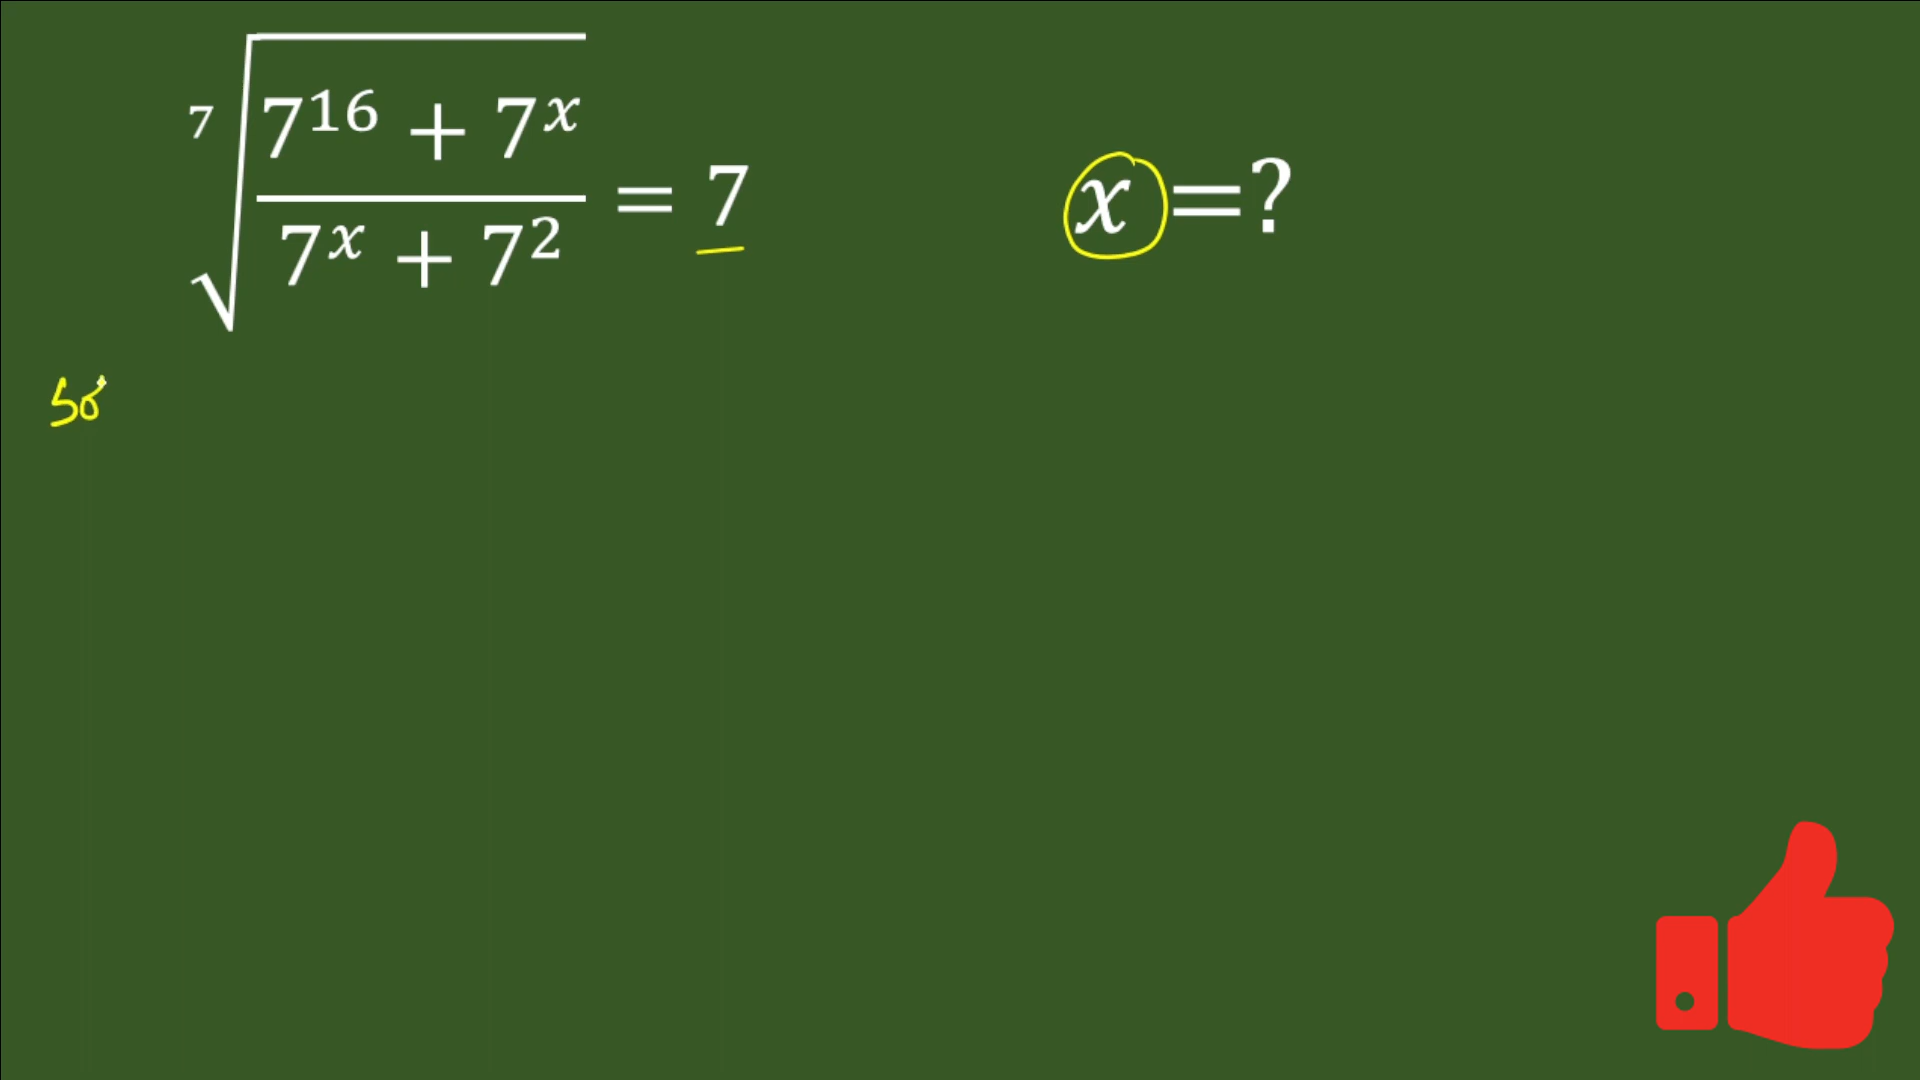 ⁷√((7¹⁶ + 7ˣ)/(7ˣ + 7²)) = 7
x=?
so